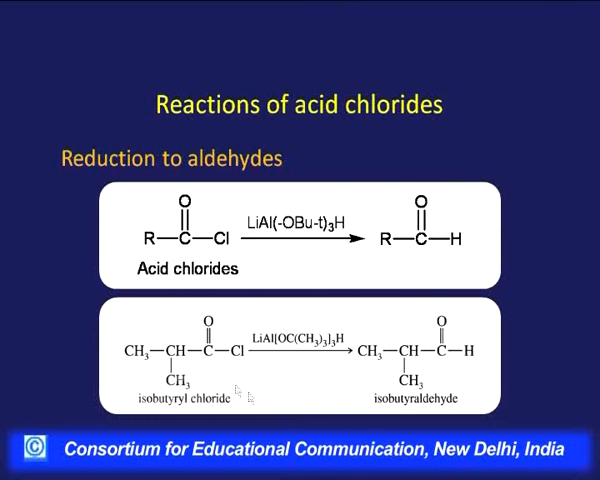 Reactions of acid chlorides
Reduction to aldehydes
O
LiAl(-OBu-t)₃H
O
R—C—Cl
R—C—H
Acid chlorides
O
LiAl[OC(CH₃)₃]₃H
O
CH₃—CH—C—Cl
CH₃—CH—C—H
CH₃
CH₃
isobutyryl chloride
isobutyraldehyde
© Consortium for Educational Communication, New Delhi, India